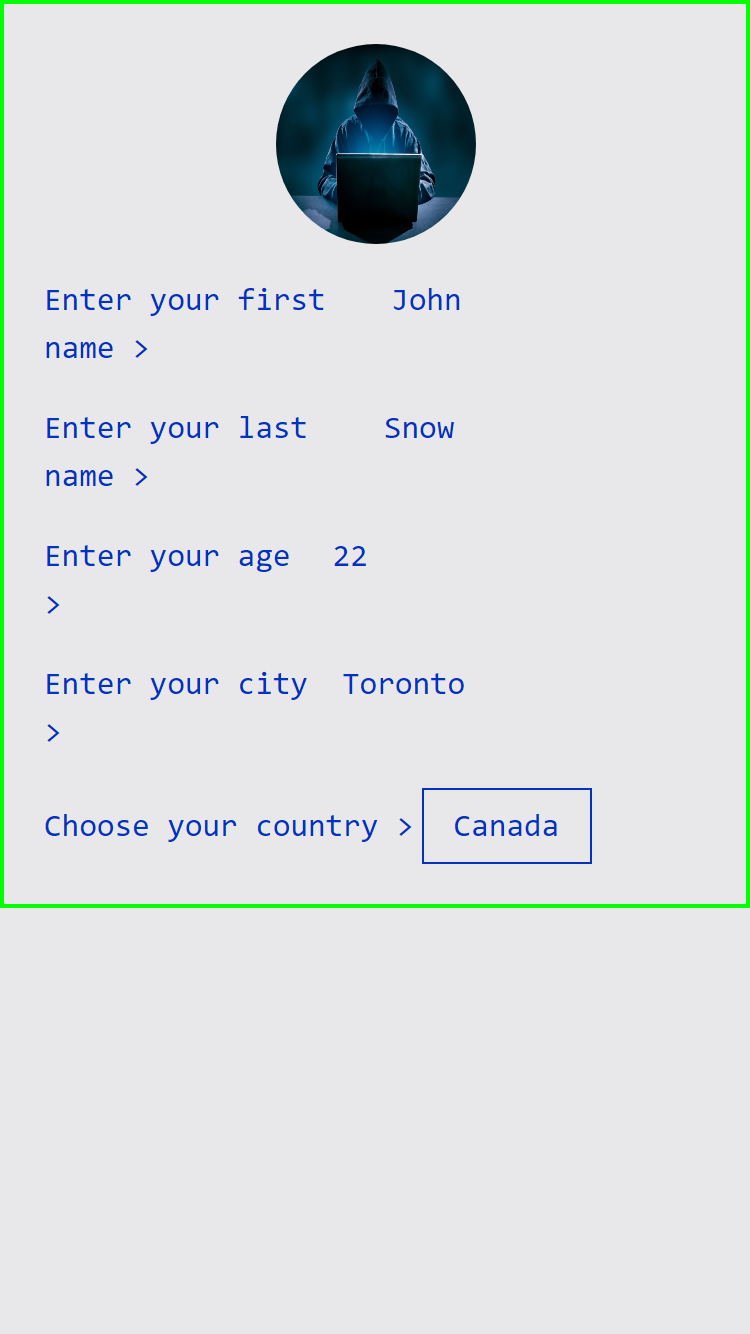 Enter your first John
name >
Enter your last Snow
name >
Enter your age 22
>
Enter your city Toronto
>
Choose your country > Canada